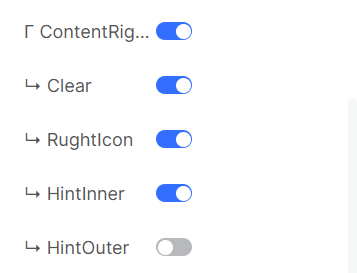 Г ContentRig...
↳ Clear
↳ RughtIcon
↳ HintInner
↳ HintOuter